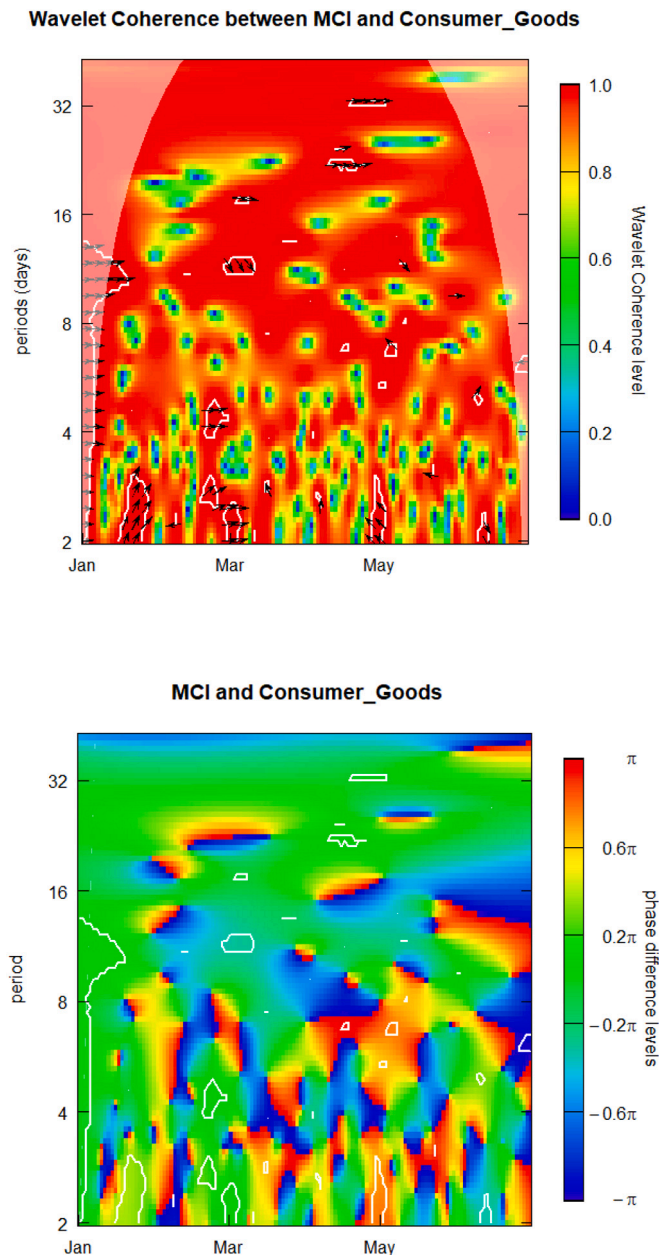 Wavelet Coherence between MCI and Consumer_Goods
32
16
8
4
2
periods (days)
Jan
Mar
May
1.0
0.8
0.6
0.4
0.2
0.0
Wavelet Coherence level
MCI and Consumer_Goods
32
16
8
4
2
period
Jan
Mar
May
π
0.6π
0.2π
−0.2π
−0.6π
−π
phase difference levels